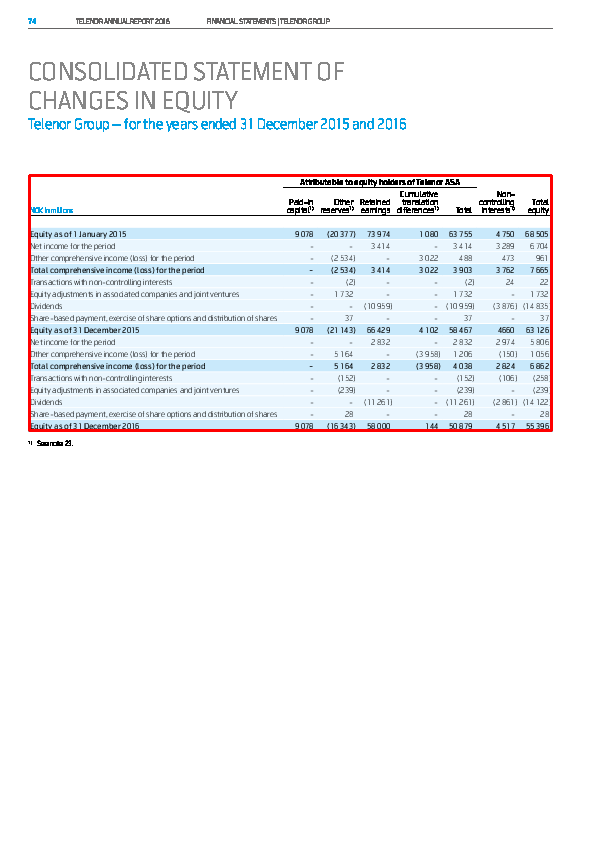 74 TELENOR ANNUAL REPORT 2016 FINANCIAL STATEMENTS | TELENOR GROUP
CONSOLIDATED STATEMENT OF
CHANGES IN EQUITY
Telenor Group – for the years ended 31 December 2015 and 2016
Attributable to equity holders of Telenor ASA
NOK in millions Paid-in capital¹⁾ Other reserves¹⁾ Retained earnings Cumulative translation differences¹⁾ Total Non-controlling interests¹⁾ Total equity
Equity as of 1 January 2015 9 078 (20 377) 73 974 1 080 63 755 4 750 68 505
Net income for the period – – 3 414 – 3 414 3 289 6 704
Other comprehensive income (loss) for the period – (2 534) – 3 022 488 473 961
Total comprehensive income (loss) for the period – (2 534) 3 414 3 022 3 903 3 762 7 665
Transactions with non-controlling interests – (2) – – (2) 24 22
Equity adjustments in associated companies and joint ventures – 1 732 – – 1 732 – 1 732
Dividends – – (10 959) – (10 959) (3 876) (14 835
Share-based payment, exercise of share options and distribution of shares – 37 – – 37 – 37
Equity as of 31 December 2015 9 078 (21 143) 66 429 4 102 58 467 4660 63 126
Net income for the period – – 2 832 – 2 832 2 974 5 806
Other comprehensive income (loss) for the period – 5 164 – (3 958) 1 206 (150) 1 056
Total comprehensive income (loss) for the period – 5 164 2 832 (3 958) 4 038 2 824 6 862
Transactions with non-controlling interests – (152) – – (152) (106) (258
Equity adjustments in associated companies and joint ventures – (239) – – (239) – (239
Dividends – – (11 261) – (11 261) (2 861) (14 122
Share-based payment, exercise of share options and distribution of shares – 28 – – 28 – 28
Equity as of 31 December 2016 9 078 (16 343) 58 000 144 50 879 4 517 55 396
¹⁾ See note 23.